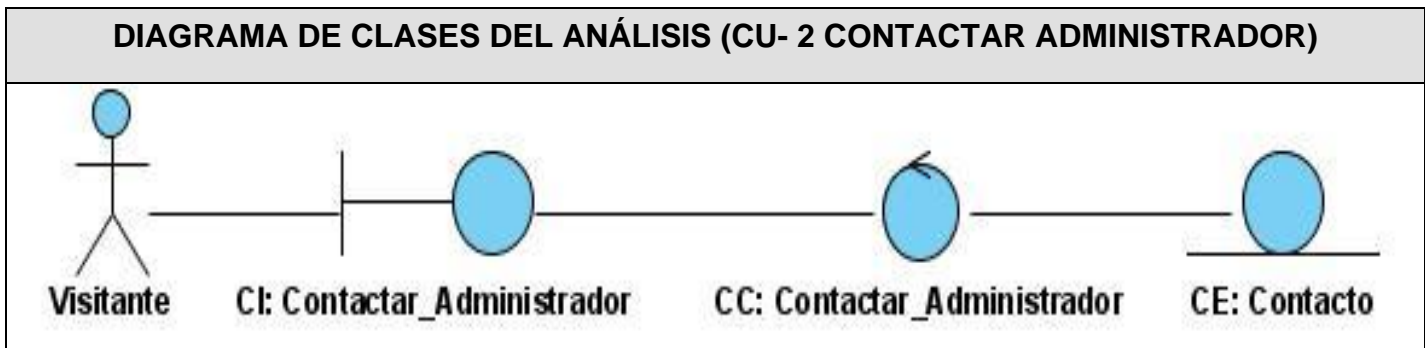 DIAGRAMA DE CLASES DEL ANÁLISIS (CU- 2 CONTACTAR ADMINISTRADOR)
Visitante CI: Contactar_Administrador CC: Contactar_Administrador CE: Contacto